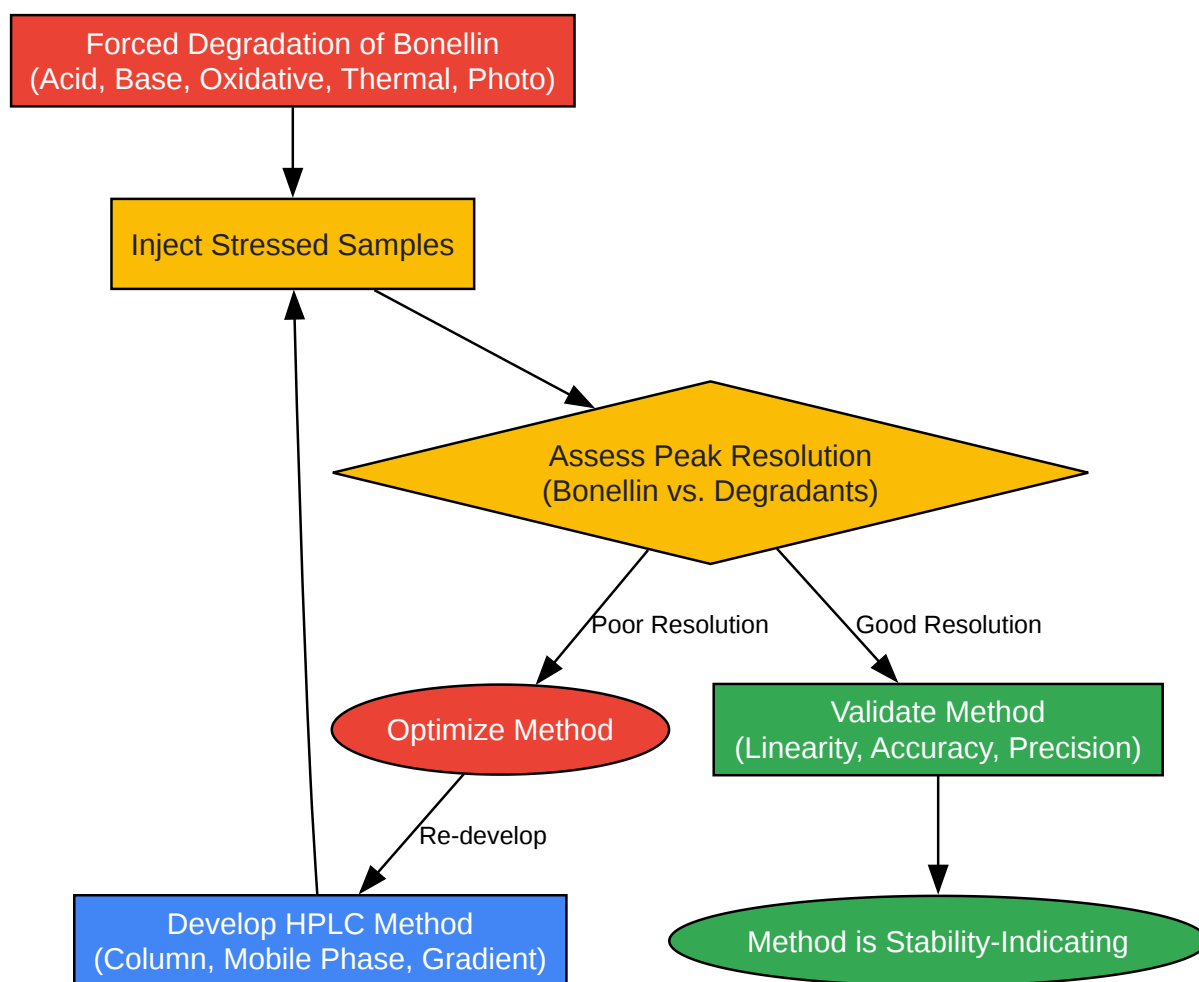 Forced Degradation of Bonellin
(Acid, Base, Oxidative, Thermal, Photo)
Inject Stressed Samples
Assess Peak Resolution
(Bonellin vs. Degradants)
Poor Resolution
Good Resolution
Optimize Method
Validate Method
(Linearity, Accuracy, Precision)
Re-develop
Develop HPLC Method
(Column, Mobile Phase, Gradient)
Method is Stability-Indicating